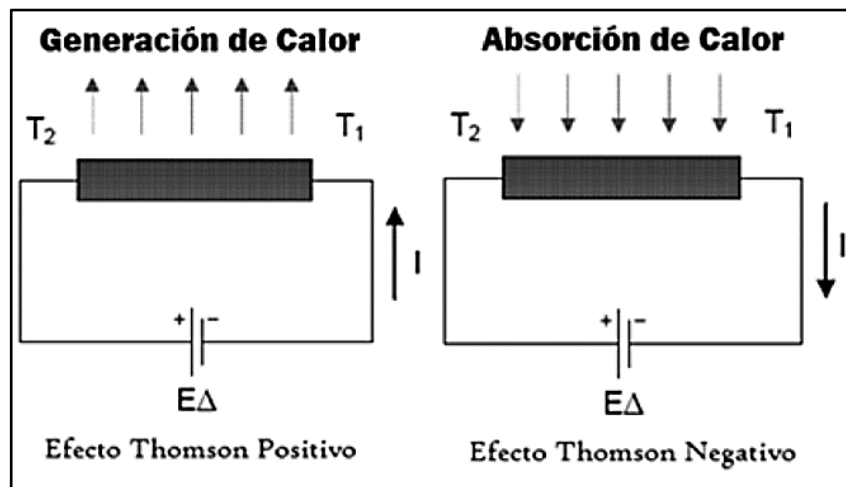 Generación de Calor
T₂
T₁
I
+
−
EΔ
Efecto Thomson Positivo
Absorción de Calor
T₂
T₁
I
+
−
EΔ
Efecto Thomson Negativo